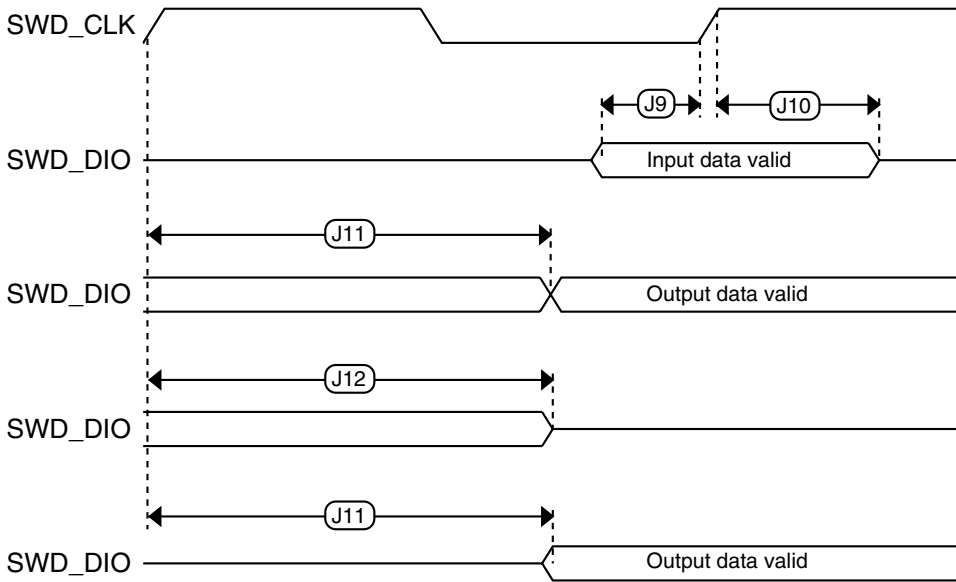 SWD_CLK
J9
J10
SWD_DIO
Input data valid
J11
SWD_DIO
Output data valid
J12
SWD_DIO
J11
SWD_DIO
Output data valid